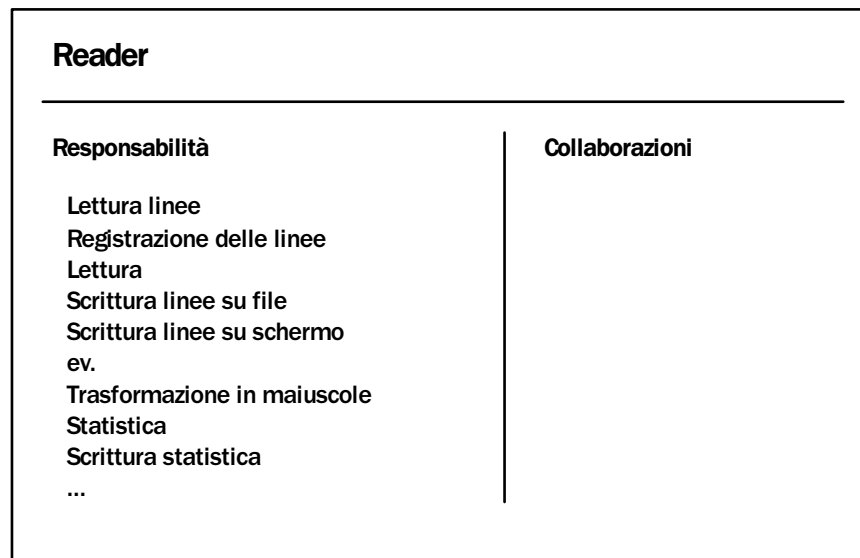 Reader
Responsabilità
Lettura linee
Registrazione delle linee
Lettura
Scrittura linee su file
Scrittura linee su schermo
ev.
Trasformazione in maiuscole
Statistica
Scrittura statistica
...
Collaborazioni